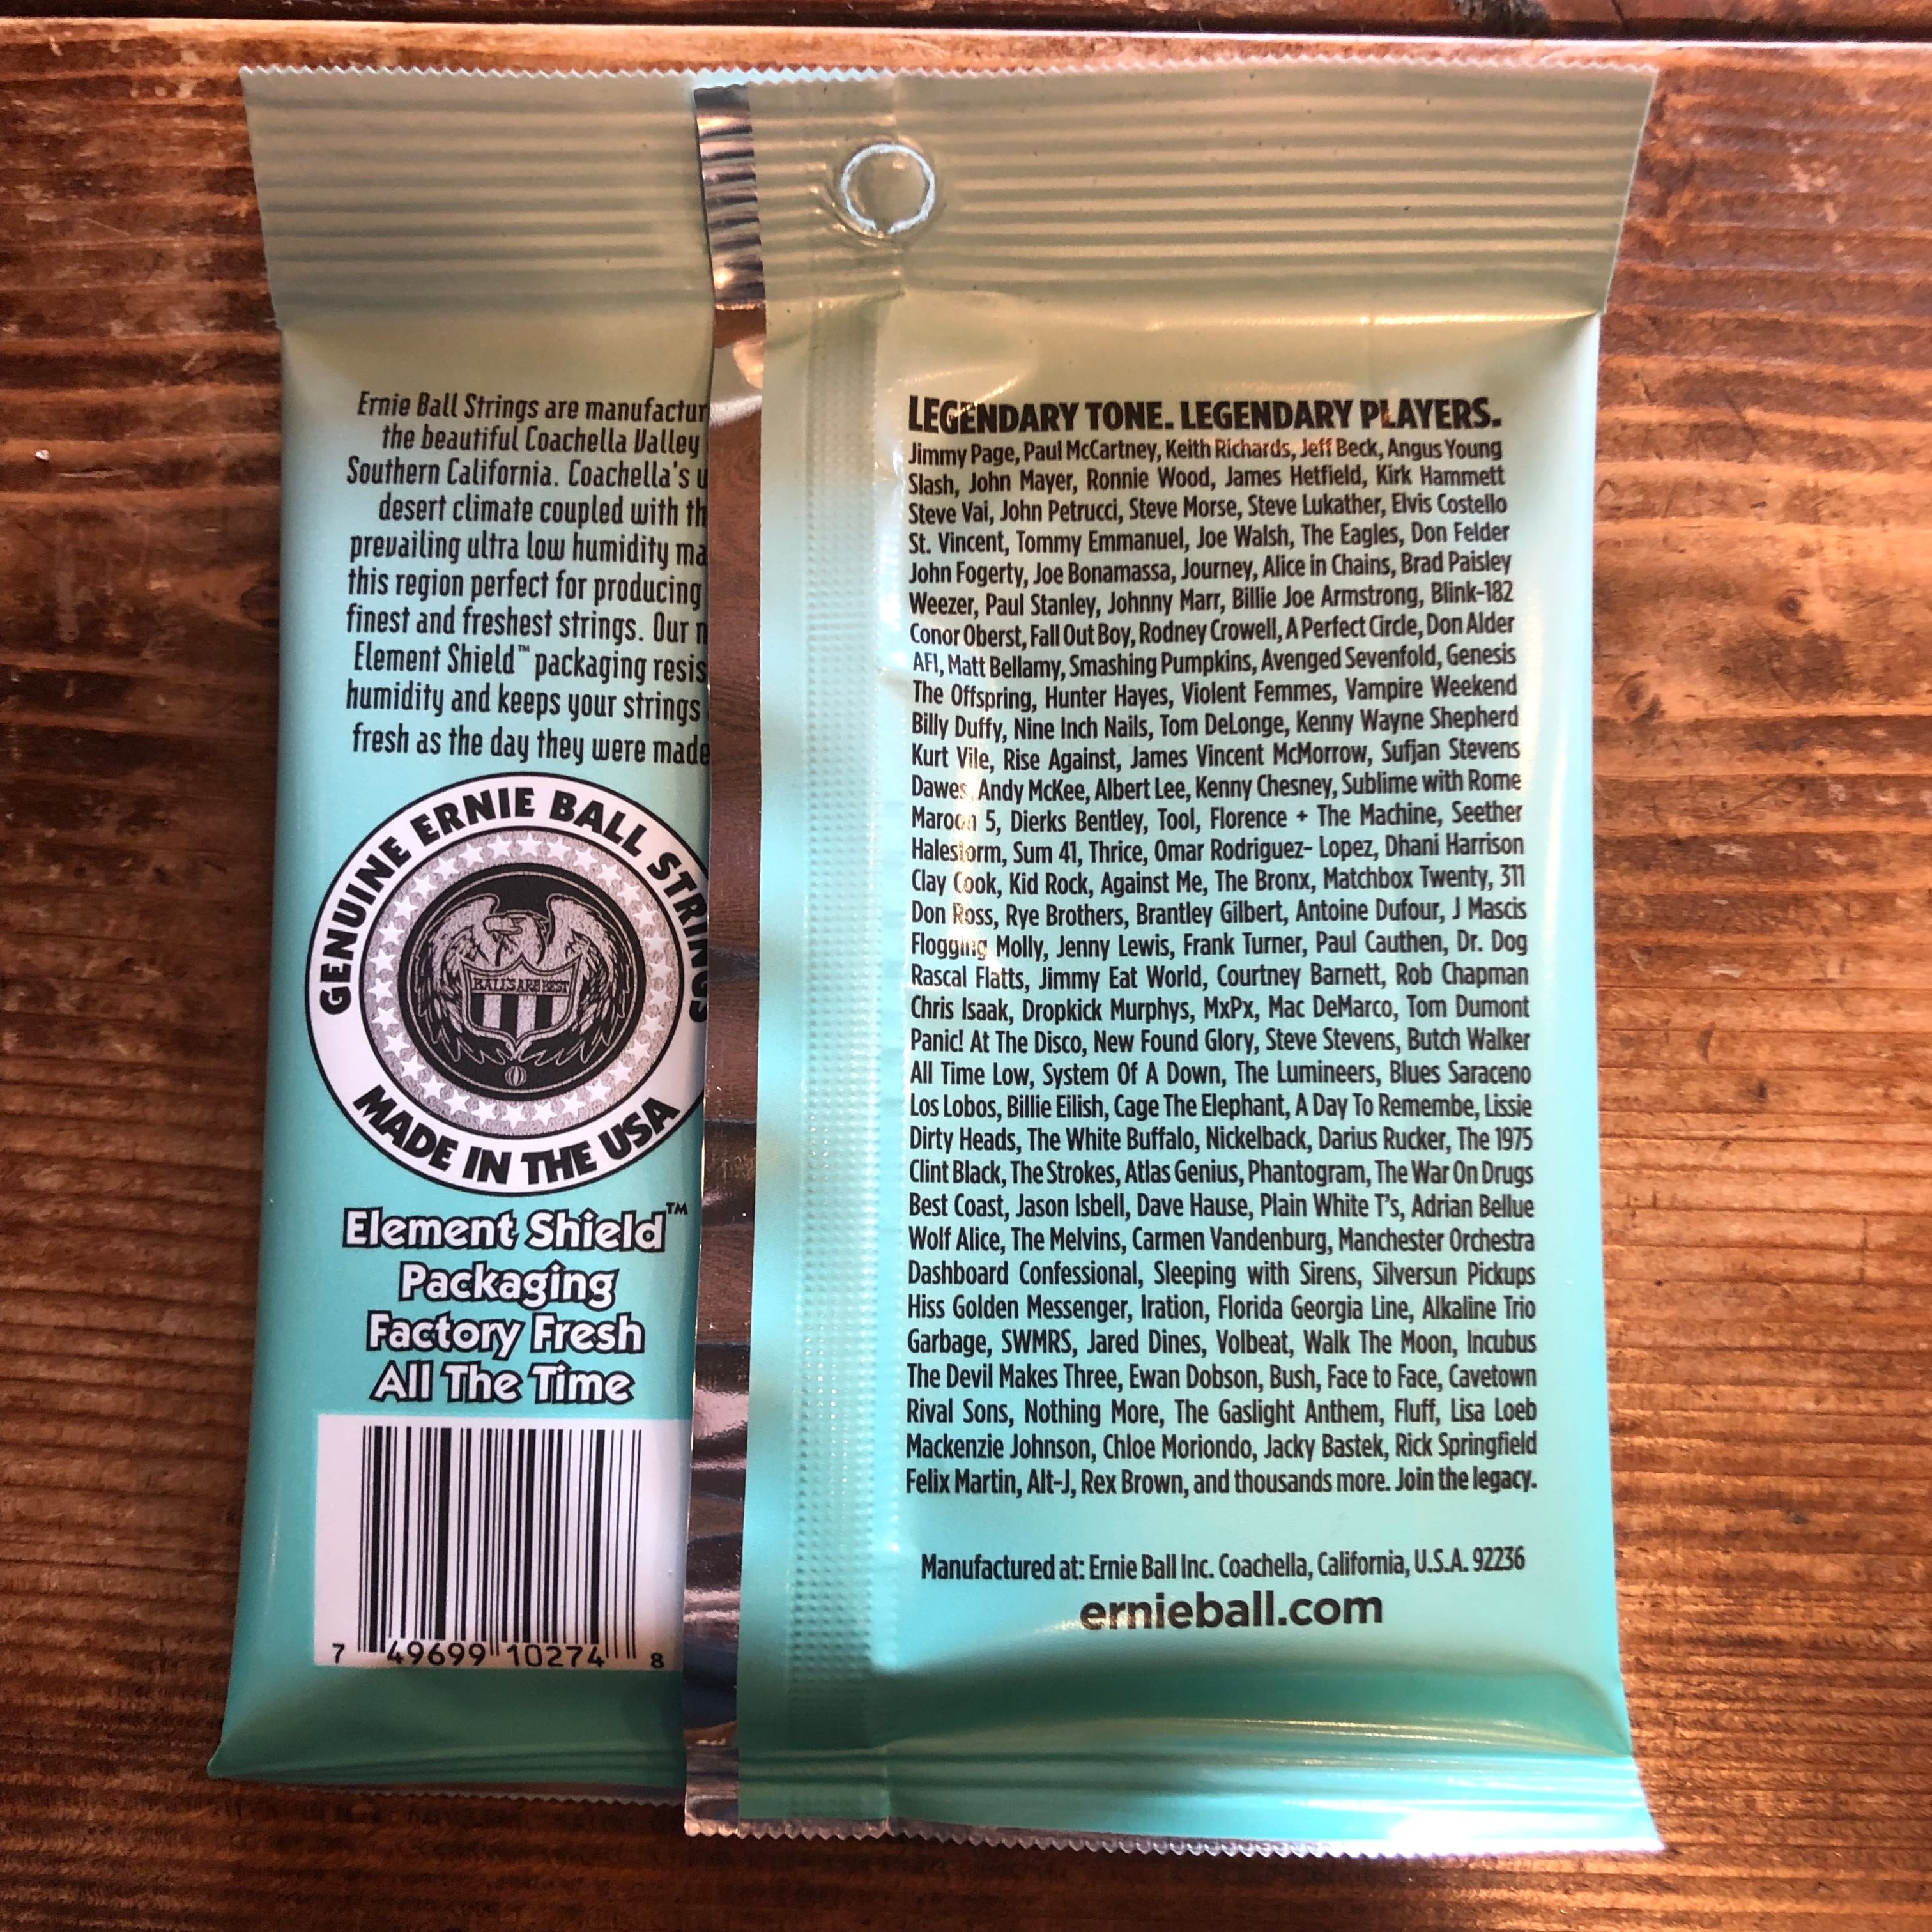 Ernie Ball Strings are manufactur
the beautiful Coachella Valley
Southern California. Coachella's u
desert climate coupled with th
prevailing ultra low humidity ma
this region perfect for producing
finest and freshest strings. Our n
Element Shield™ packaging resis
humidity and keeps your strings
fresh as the day they were made
GENUINE ERNIE BALL STRINGS
BALLS ARE BEST
MADE IN THE USA
Element Shield™
Packaging
Factory Fresh
All The Time
7 49699 10274 8
LEGENDARY TONE. LEGENDARY PLAYERS.
Jimmy Page, Paul McCartney, Keith Richards, Jeff Beck, Angus Young
Slash, John Mayer, Ronnie Wood, James Hetfield, Kirk Hammett
Steve Vai, John Petrucci, Steve Morse, Steve Lukather, Elvis Costello
St. Vincent, Tommy Emmanuel, Joe Walsh, The Eagles, Don Felder
John Fogerty, Joe Bonamassa, Journey, Alice in Chains, Brad Paisley
Weezer, Paul Stanley, Johnny Marr, Billie Joe Armstrong, Blink-182
Conor Oberst, Fall Out Boy, Rodney Crowell, A Perfect Circle, Don Alder
AFI, Matt Bellamy, Smashing Pumpkins, Avenged Sevenfold, Genesis
The Offspring, Hunter Hayes, Violent Femmes, Vampire Weekend
Billy Duffy, Nine Inch Nails, Tom DeLonge, Kenny Wayne Shepherd
Kurt Vile, Rise Against, James Vincent McMorrow, Sufjan Stevens
Dawes, Andy McKee, Albert Lee, Kenny Chesney, Sublime with Rome
Maroon 5, Dierks Bentley, Tool, Florence + The Machine, Seether
Halestorm, Sum 41, Thrice, Omar Rodriguez- Lopez, Dhani Harrison
Clay Cook, Kid Rock, Against Me, The Bronx, Matchbox Twenty, 311
Don Ross, Rye Brothers, Brantley Gilbert, Antoine Dufour, J Mascis
Flogging Molly, Jenny Lewis, Frank Turner, Paul Cauthen, Dr. Dog
Rascal Flatts, Jimmy Eat World, Courtney Barnett, Rob Chapman
Chris Isaak, Dropkick Murphys, MxPx, Mac DeMarco, Tom Dumont
Panic! At The Disco, New Found Glory, Steve Stevens, Butch Walker
All Time Low, System Of A Down, The Lumineers, Blues Saraceno
Los Lobos, Billie Eilish, Cage The Elephant, A Day To Remembe, Lissie
Dirty Heads, The White Buffalo, Nickelback, Darius Rucker, The 1975
Clint Black, The Strokes, Atlas Genius, Phantogram, The War On Drugs
Best Coast, Jason Isbell, Dave Hause, Plain White T's, Adrian Bellue
Wolf Alice, The Melvins, Carmen Vandenburg, Manchester Orchestra
Dashboard Confessional, Sleeping with Sirens, Silversun Pickups
Hiss Golden Messenger, Iration, Florida Georgia Line, Alkaline Trio
Garbage, SWMRS, Jared Dines, Volbeat, Walk The Moon, Incubus
The Devil Makes Three, Ewan Dobson, Bush, Face to Face, Cavetown
Rival Sons, Nothing More, The Gaslight Anthem, Fluff, Lisa Loeb
Mackenzie Johnson, Chloe Moriondo, Jacky Bastek, Rick Springfield
Felix Martin, Alt-J, Rex Brown, and thousands more. Join the legacy.
Manufactured at: Ernie Ball Inc. Coachella, California, U.S.A. 92236
ernieball.com